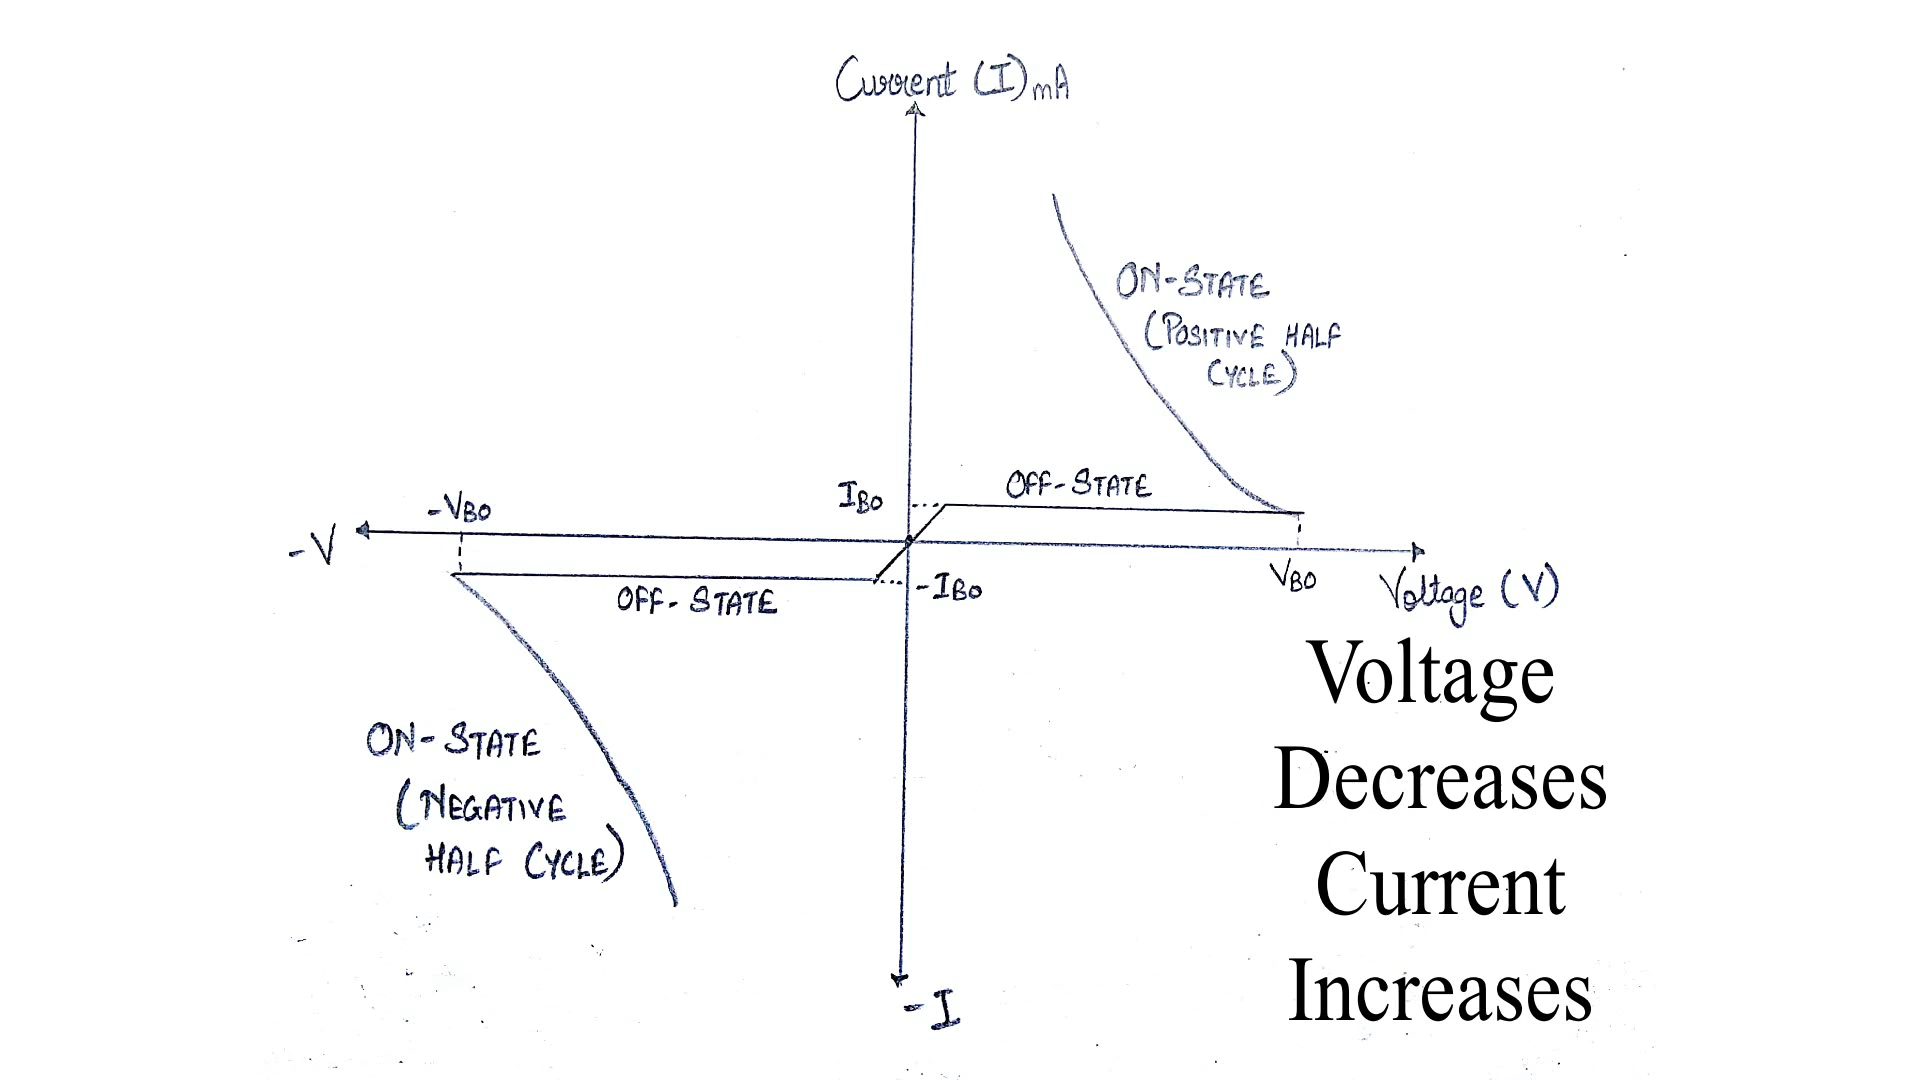 Current (I) mA
ON-STATE
(POSITIVE HALF
CYCLE)
IBO
OFF-STATE
-VBO
-V
VBO
Voltage (V)
OFF-STATE
-IBO
ON-STATE
(NEGATIVE
HALF CYCLE)
-I
Voltage
Decreases
Current
Increases